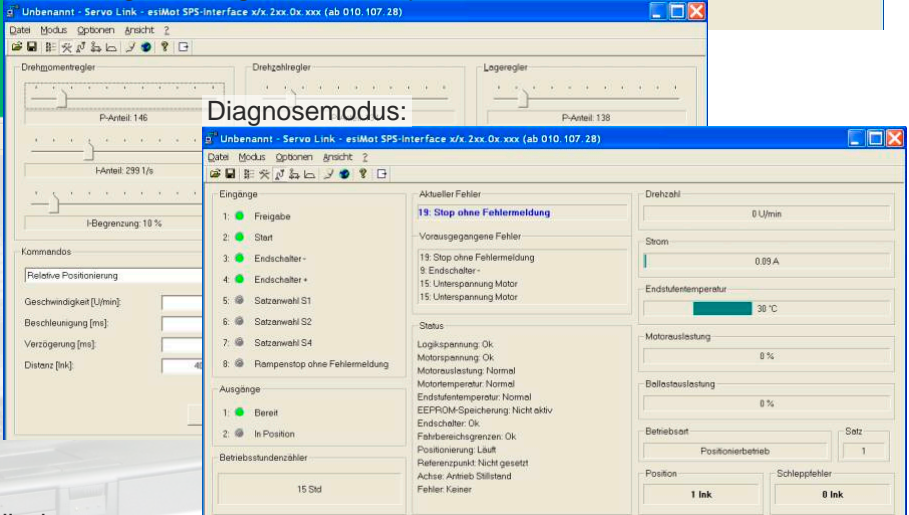 Unbenannt - Servo Link - esiMot SPS-Interface x/x.2xx.0x.xxx (ab 010.107.28)
Datei Modus Optionen Ansicht ?
Drehmomentregler
Drehzahlregler
Lageregler
P-Anteil: 146
P-Anteil: 138
I-Anteil: 299 1/s
I-Begrenzung: 10 %
Kommandos
Relative Positionierung
Geschwindigkeit [U/min]:
Beschleunigung [ms]:
Verzögerung [ms]:
Distanz [Ink]:
Diagnosemodus:
Unbenannt - Servo Link - esiMot SPS-Interface x/x.2xx.0x.xxx (ab 010.107.28)
Datei Modus Optionen Ansicht ?
Eingänge
1: Freigabe
2: Start
3: Endschalter -
4: Endschalter +
5: Satzanwahl S1
6: Satzanwahl S2
7: Satzanwahl S4
8: Rampenstop ohne Fehlermeldung
Ausgänge
1: Bereit
2: In Position
Betriebsstundenzähler
15 Std
Aktueller Fehler
19: Stop ohne Fehlermeldung
Vorausgegangene Fehler
19: Stop ohne Fehlermeldung
9: Endschalter -
15: Unterspannung Motor
15: Unterspannung Motor
Status
Logikspannung: Ok
Motorspannung: Ok
Motorauslastung: Normal
Motortemperatur: Normal
Endstufentemperatur: Normal
EEPROM-Speicherung: Nicht aktiv
Endschalter: Ok
Fahrbereichsgrenzen: Ok
Positionierung: Läuft
Referenzpunkt: Nicht gesetzt
Achse: Antrieb Stillstand
Fehler: Keiner
Drehzahl
0 U/min
Strom
0.09 A
Endstufentemperatur
38 °C
Motorauslastung
0 %
Ballastauslastung
0 %
Betriebsart
Positionierbetrieb
Satz
1
Position
1 Ink
Schleppfehler
0 Ink